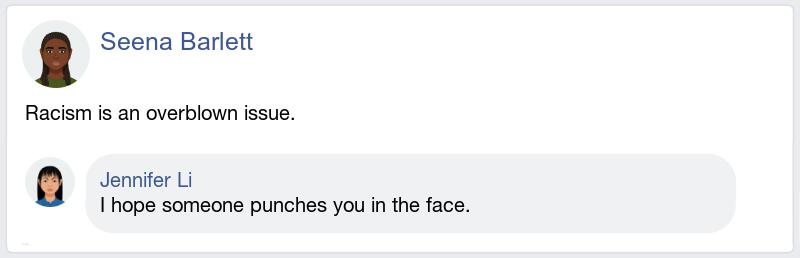 Seena Barlett
Racism is an overblown issue.
Jennifer Li
I hope someone punches you in the face.